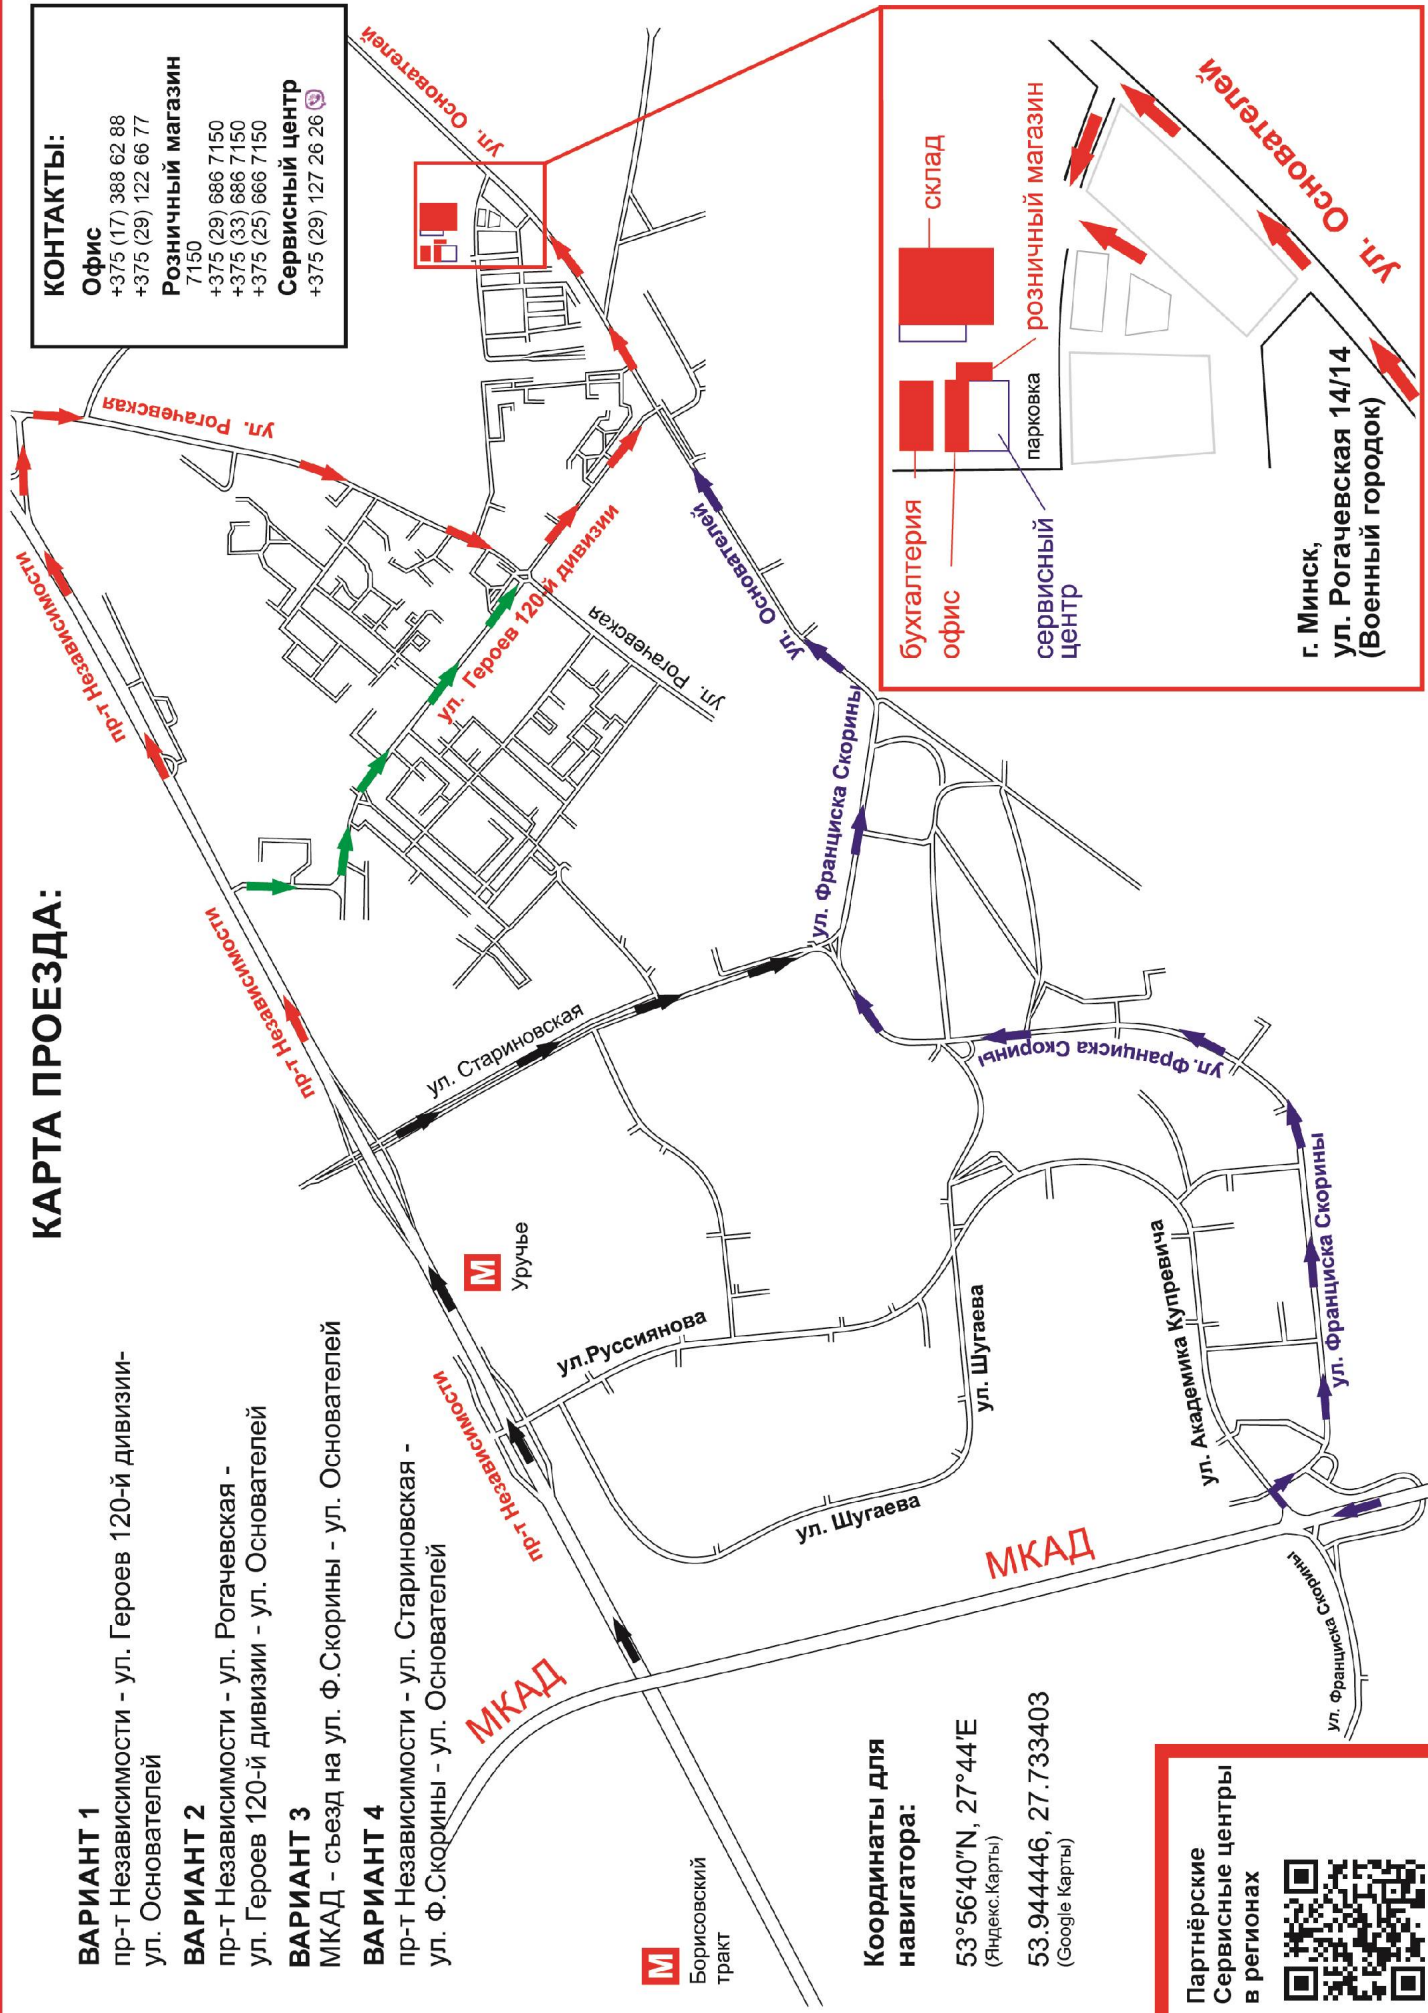 КАРТА ПРОЕЗДА:
ВАРИАНТ 1
пр-т Независимости - ул. Героев 120-й дивизии-
ул. Основателей
ВАРИАНТ 2
пр-т Независимости - ул. Рогачевская -
ул. Героев 120-й дивизии - ул. Основателей
ВАРИАНТ 3
МКАД - съезд на ул. Ф.Скорины - ул. Основателей
ВАРИАНТ 4
пр-т Независимости - ул. Стариновская -
ул. Ф.Скорины - ул. Основателей
КОНТАКТЫ:
Офис
+375 (17) 388 62 88
+375 (29) 122 66 77
Розничный магазин
7150
+375 (29) 686 7150
+375 (33) 686 7150
+375 (25) 666 7150
Сервисный центр
+375 (29) 127 26 26
М
Борисовский
тракт
МКАД
пр-т Независимости
М
Уручье
пр-т Независимости
пр-т Независимости
пр-т Независимости
ул. Рогачевская
ул. Основателей
ул. Стариновская
ул. Героев 120-й дивизии
ул. Рогачевская
ул.Руссиянова
ул. Основателей
ул. Франциска Скорины
ул. Шугаева
ул. Шугаева
ул. Франциска Скорины
МКАД
ул. Академика Купревича
ул. Франциска Скорины
ул. Франциска Скорины
Скорины
Координаты для
навигатора:
53°56'40"N, 27°44'E
(Яндекс.Карты)
53.944446, 27.733403
(Google Карты)
Партнёрские
Сервисные центры
в регионах
бухгалтерия
офис
сервисный
центр
склад
розничный магазин
парковка
ул. Основателей
г. Минск,
ул. Рогачевская 14/14
(Военный городок)